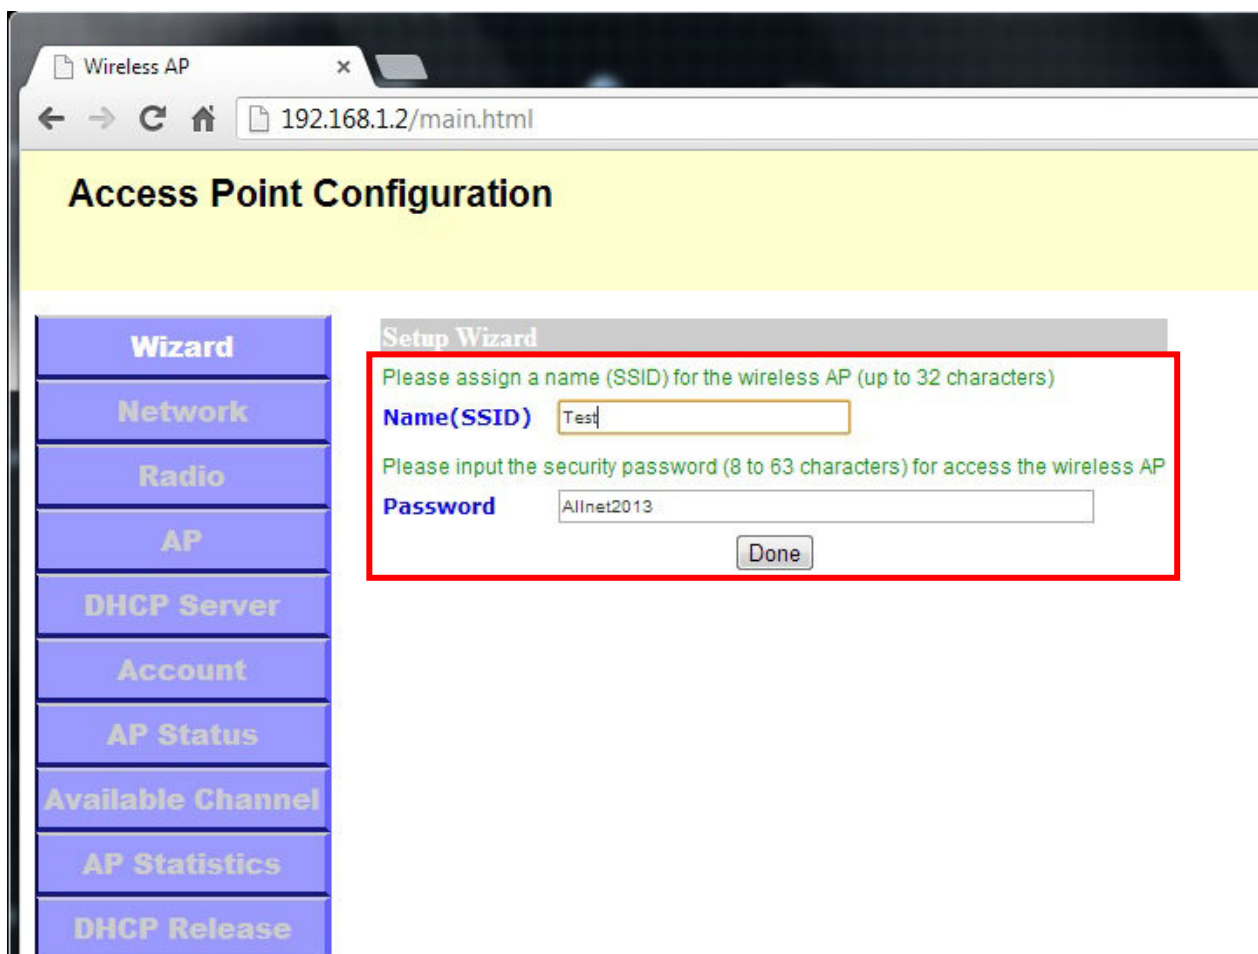 Wireless AP
192.168.1.2/main.html
Access Point Configuration
Wizard
Network
Radio
AP
DHCP Server
Account
AP Status
Available Channel
AP Statistics
DHCP Release
Setup Wizard
Please assign a name (SSID) for the wireless AP (up to 32 characters)
Name(SSID) Test
Please input the security password (8 to 63 characters) for access the wireless AP
Password Allnet2013
Done